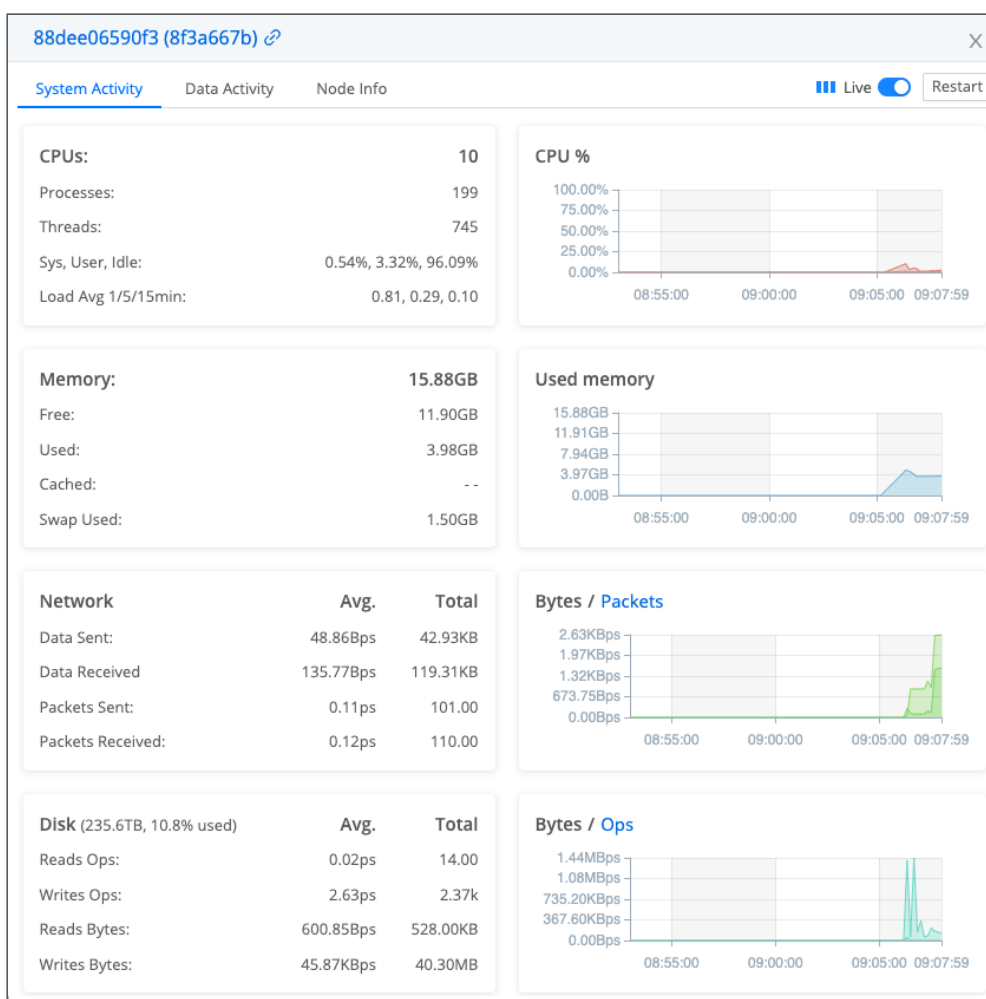 88dee06590f3 (8f3a667b)
X
System Activity Data Activity Node Info Live Restart
CPUs: 10
Processes: 199
Threads: 745
Sys, User, Idle: 0.54%, 3.32%, 96.09%
Load Avg 1/5/15min: 0.81, 0.29, 0.10
CPU %
100.00%
75.00%
50.00%
25.00%
0.00%
08:55:00 09:00:00 09:05:00 09:07:59
Memory: 15.88GB
Free: 11.90GB
Used: 3.98GB
Cached: - -
Swap Used: 1.50GB
Used memory
15.88GB
11.91GB
7.94GB
3.97GB
0.00B
08:55:00 09:00:00 09:05:00 09:07:59
Network Avg. Total
Data Sent: 48.86Bps 42.93KB
Data Received 135.77Bps 119.31KB
Packets Sent: 0.11ps 101.00
Packets Received: 0.12ps 110.00
Bytes / Packets
2.63KBps
1.97KBps
1.32KBps
673.75Bps
0.00Bps
08:55:00 09:00:00 09:05:00 09:07:59
Disk (235.6TB, 10.8% used) Avg. Total
Reads Ops: 0.02ps 14.00
Writes Ops: 2.63ps 2.37k
Reads Bytes: 600.85Bps 528.00KB
Writes Bytes: 45.87KBps 40.30MB
Bytes / Ops
1.44MBps
1.08MBps
735.20KBps
367.60KBps
0.00Bps
08:55:00 09:00:00 09:05:00 09:07:59